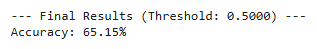 --- Final Results (Threshold: 0.5000) ---
Accuracy: 65.15%